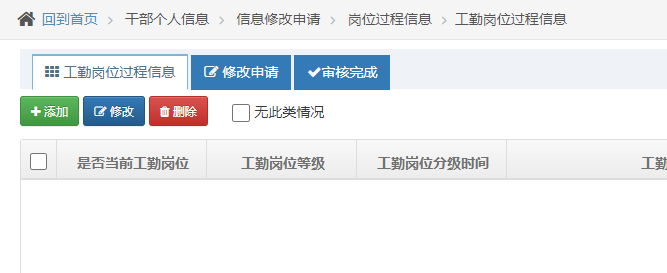 回到首页 > 干部个人信息 > 信息修改申请 > 岗位过程信息 > 工勤岗位过程信息
工勤岗位过程信息 修改申请 审核完成
添加 修改 删除 无此类情况
是否当前工勤岗位 工勤岗位等级 工勤岗位分级时间 工勤